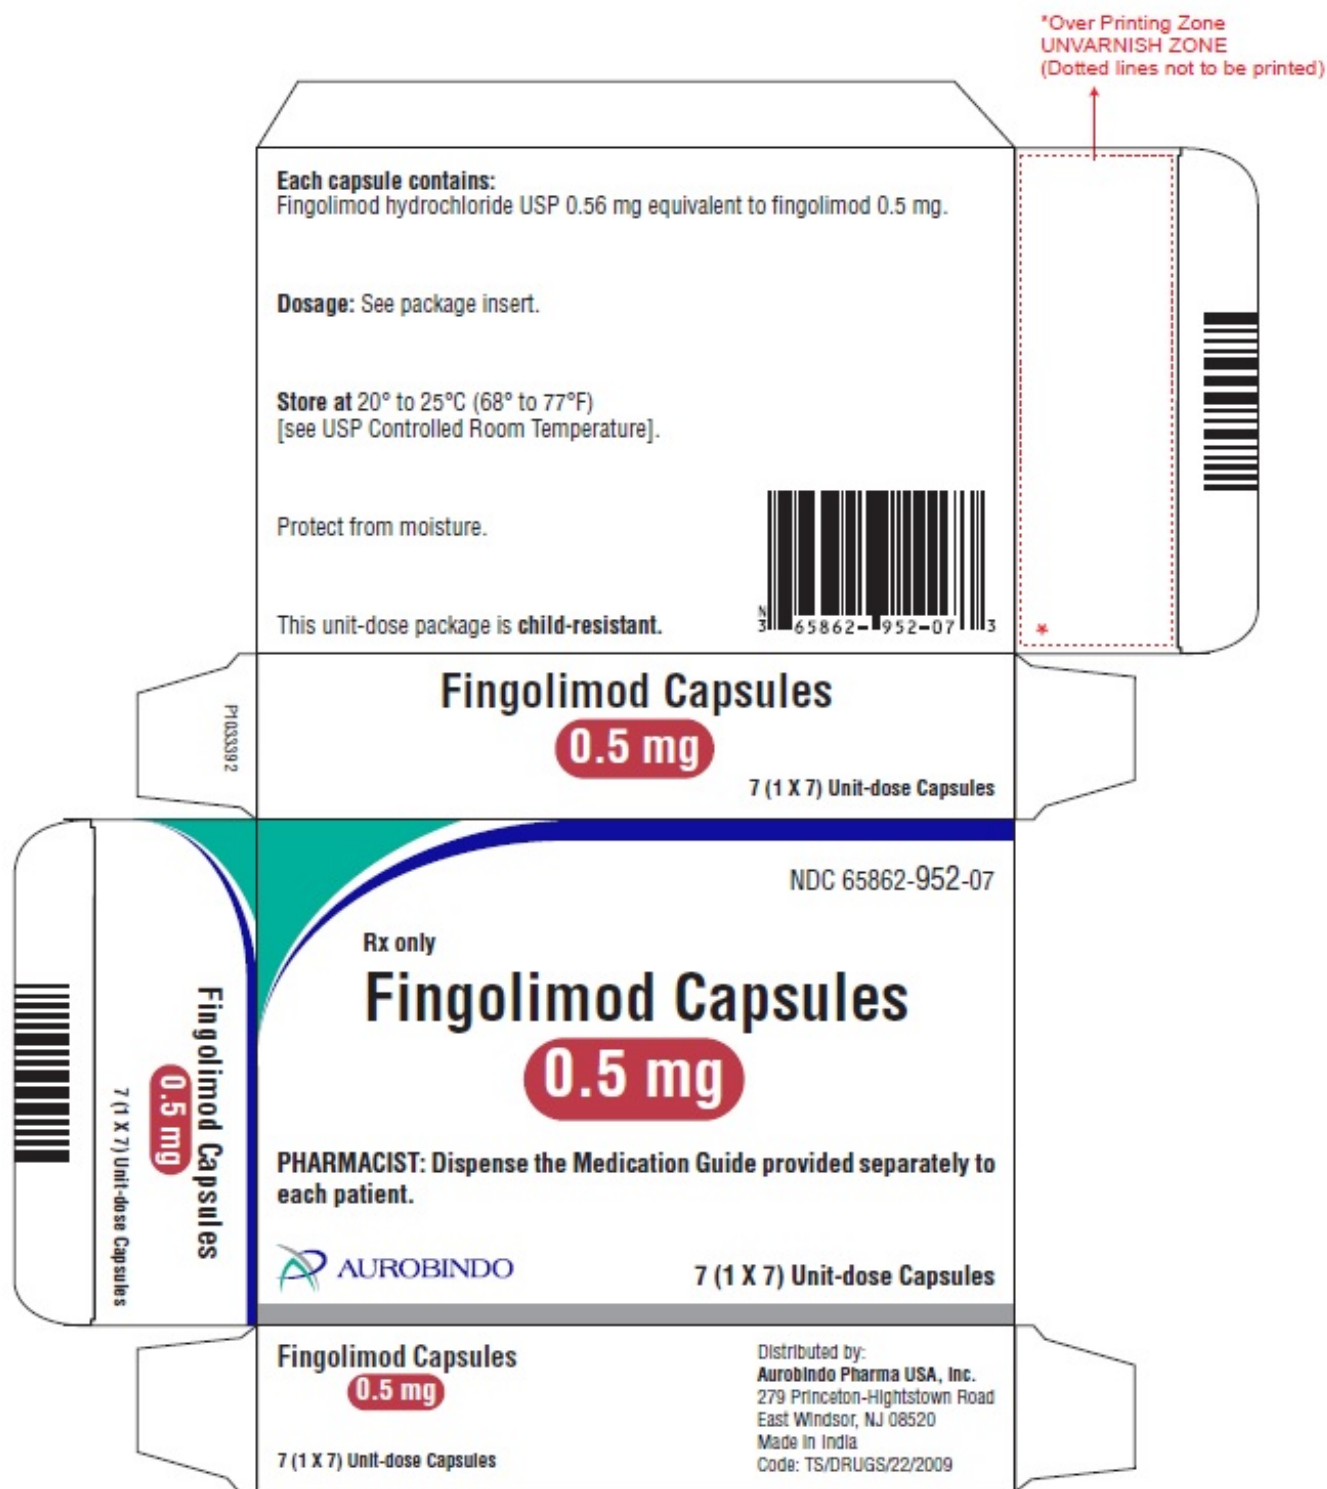 *Over Printing Zone
UNVARNISH ZONE
(Dotted lines not to be printed)
Each capsule contains:
Fingolimod hydrochloride USP 0.56 mg equivalent to fingolimod 0.5 mg.
Dosage: See package insert.
Store at 20° to 25°C (68° to 77°F)
[see USP Controlled Room Temperature].
Protect from moisture.
This unit-dose package is child-resistant.
N
3 65862-952-07 3
*
P1033392
Fingolimod Capsules
0.5 mg
7 (1 X 7) Unit-dose Capsules
Fingolimod Capsules
0.5 mg
7 (1 X 7) Unit-dose Capsules
NDC 65862-952-07
Rx only
Fingolimod Capsules
0.5 mg
PHARMACIST: Dispense the Medication Guide provided separately to
each patient.
AUROBINDO
7 (1 X 7) Unit-dose Capsules
Fingolimod Capsules
0.5 mg
7 (1 X 7) Unit-dose Capsules
Distributed by:
Aurobindo Pharma USA, Inc.
279 Princeton-Hightstown Road
East Windsor, NJ 08520
Made in India
Code: TS/DRUGS/22/2009